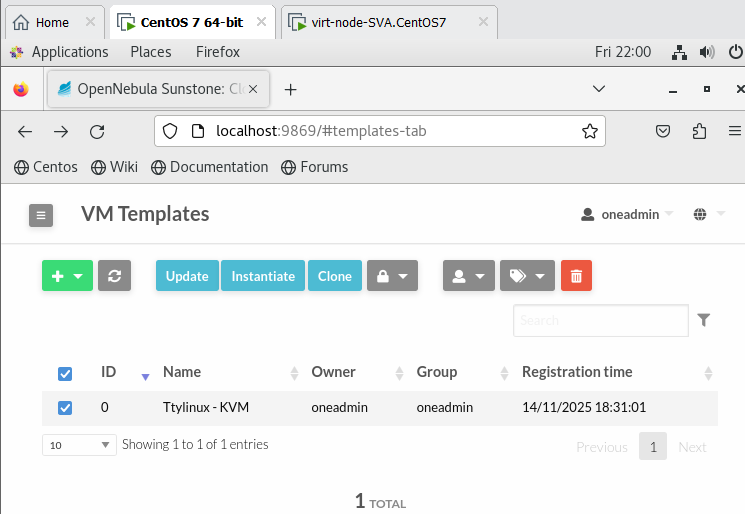 Home CentOS 7 64-bit virt-node-SVA.CentOS7
Applications Places Firefox Fri 22:00
OpenNebula Sunstone: Clo
localhost:9869/#templates-tab
Centos Wiki Documentation Forums
VM Templates oneadmin
Update Instantiate Clone
Search
ID Name Owner Group Registration time
0 Ttylinux - KVM oneadmin oneadmin 14/11/2025 18:31:01
10 Showing 1 to 1 of 1 entries Previous 1 Next
1 TOTAL